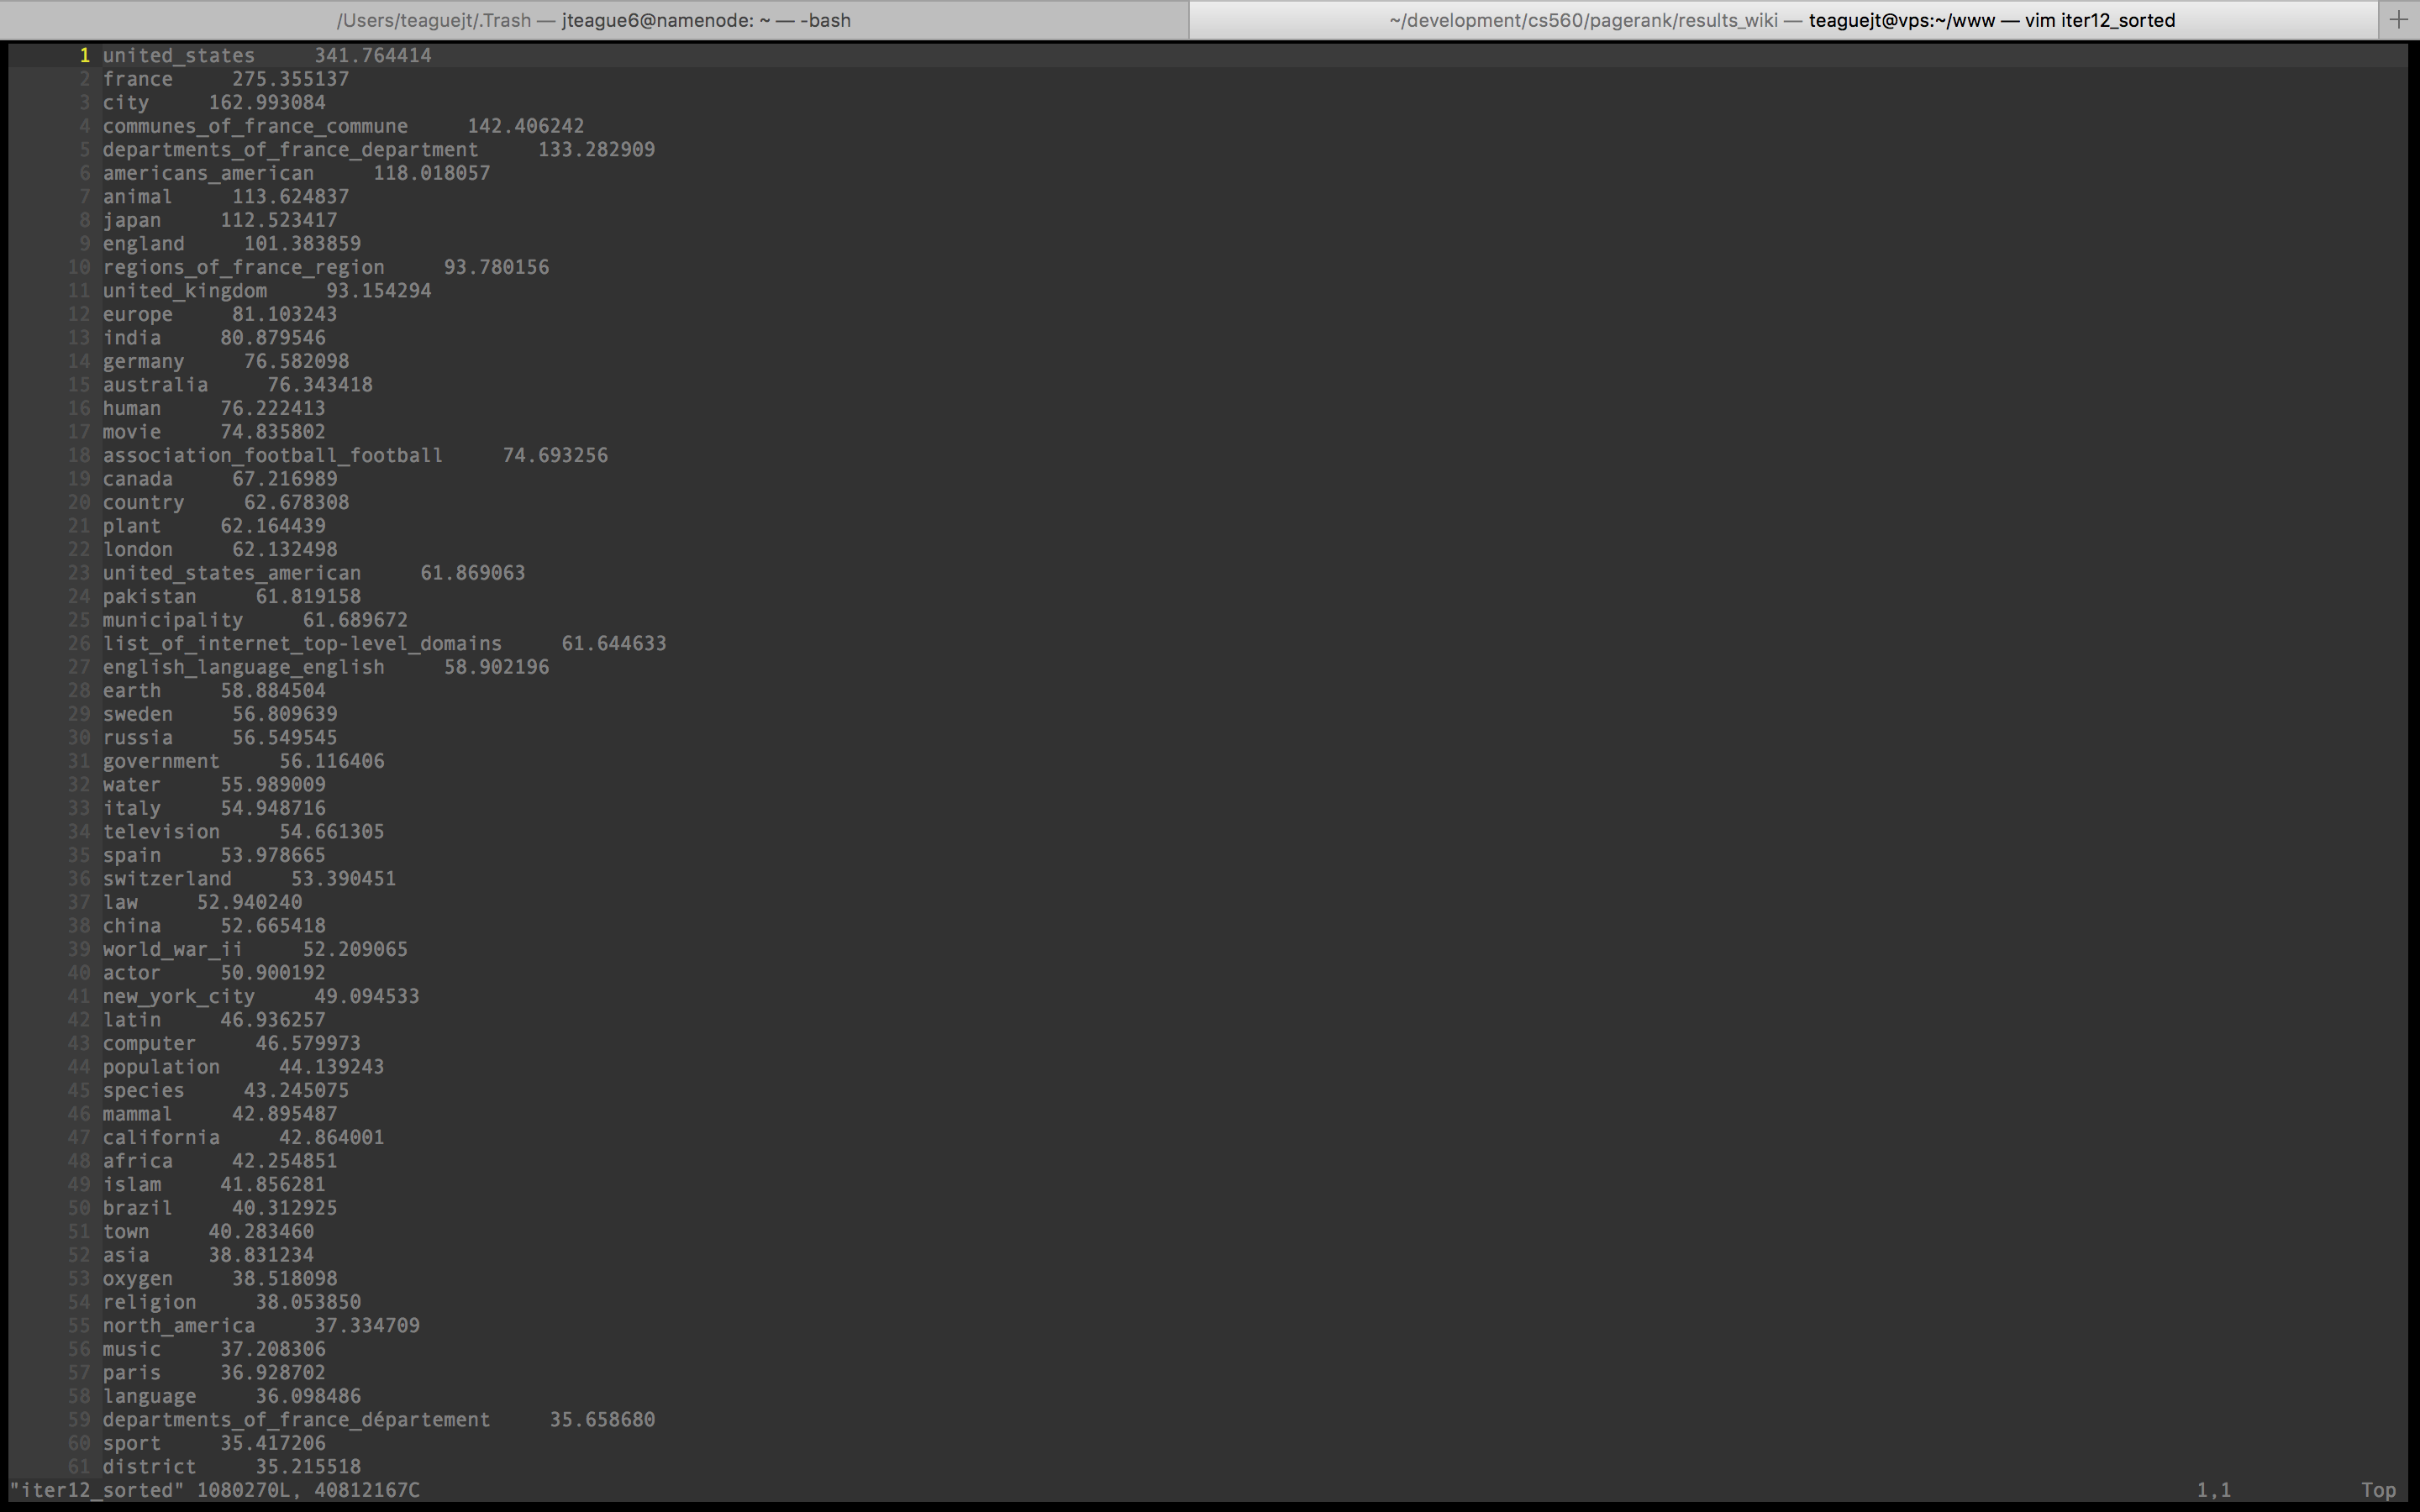 /Users/teaguejt/.Trash — jteague6@namenode: ~ — -bash
~/development/cs560/pagerank/results_wiki — teaguejt@vps:~/www — vim iter12_sorted
+
1 united_states 341.764414
2 france 275.355137
3 city 162.993084
4 communes_of_france_commune 142.406242
5 departments_of_france_department 133.282909
6 americans_american 118.018057
7 animal 113.624837
8 japan 112.523417
9 england 101.383859
10 regions_of_france_region 93.780156
11 united_kingdom 93.154294
12 europe 81.103243
13 india 80.879546
14 germany 76.582098
15 australia 76.343418
16 human 76.222413
17 movie 74.835802
18 association_football_football 74.693256
19 canada 67.216989
20 country 62.678308
21 plant 62.164439
22 london 62.132498
23 united_states_american 61.869063
24 pakistan 61.819158
25 municipality 61.689672
26 list_of_internet_top-level_domains 61.644633
27 english_language_english 58.902196
28 earth 58.884504
29 sweden 56.809639
30 russia 56.549545
31 government 56.116406
32 water 55.989009
33 italy 54.948716
34 television 54.661305
35 spain 53.978665
36 switzerland 53.390451
37 law 52.940240
38 china 52.665418
39 world_war_ii 52.209065
40 actor 50.900192
41 new_york_city 49.094533
42 latin 46.936257
43 computer 46.579973
44 population 44.139243
45 species 43.245075
46 mammal 42.895487
47 california 42.864001
48 africa 42.254851
49 islam 41.856281
50 brazil 40.312925
51 town 40.283460
52 asia 38.831234
53 oxygen 38.518098
54 religion 38.053850
55 north_america 37.334709
56 music 37.208306
57 paris 36.928702
58 language 36.098486
59 departments_of_france_département 35.658680
60 sport 35.417206
61 district 35.215518
"iter12_sorted" 1080270L, 40812167C 1,1 Top